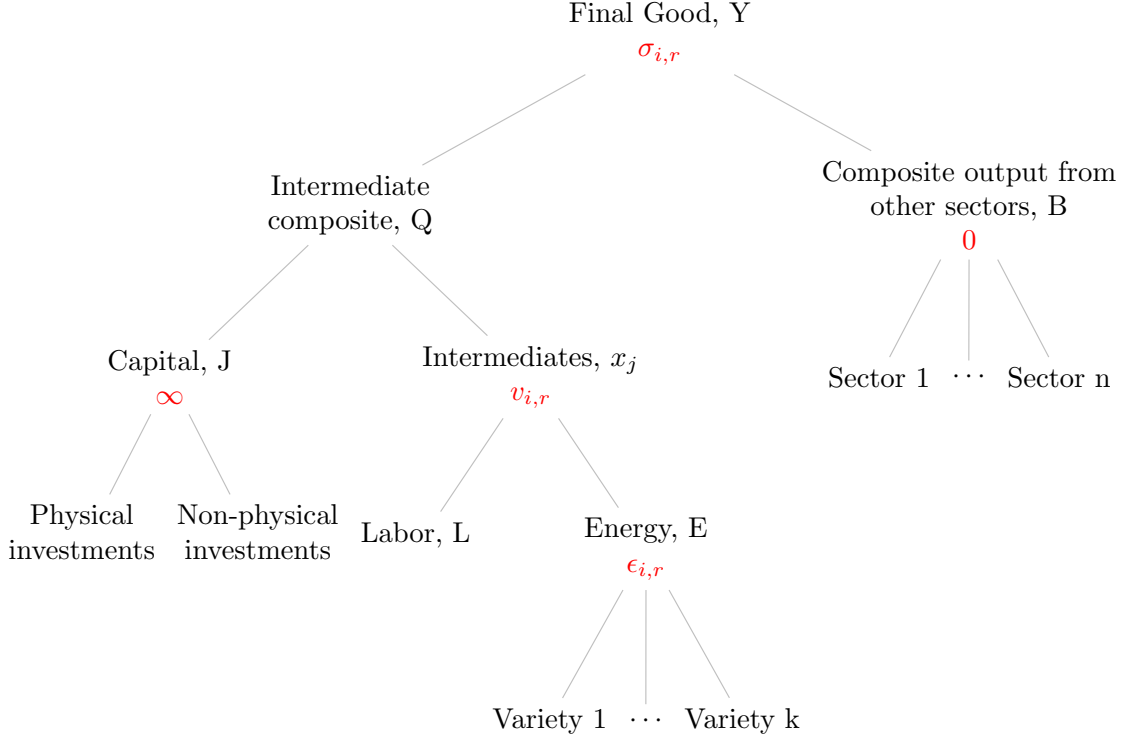 Final Good, Y
σ_{i,r}
Intermediate
composite, Q
Composite output from
other sectors, B
0
Capital, J
∞
Intermediates, x_j
v_{i,r}
Sector 1 ⋯ Sector n
Physical
investments
Non-physical
investments
Labor, L
Energy, E
ϵ_{i,r}
Variety 1 ⋯ Variety k